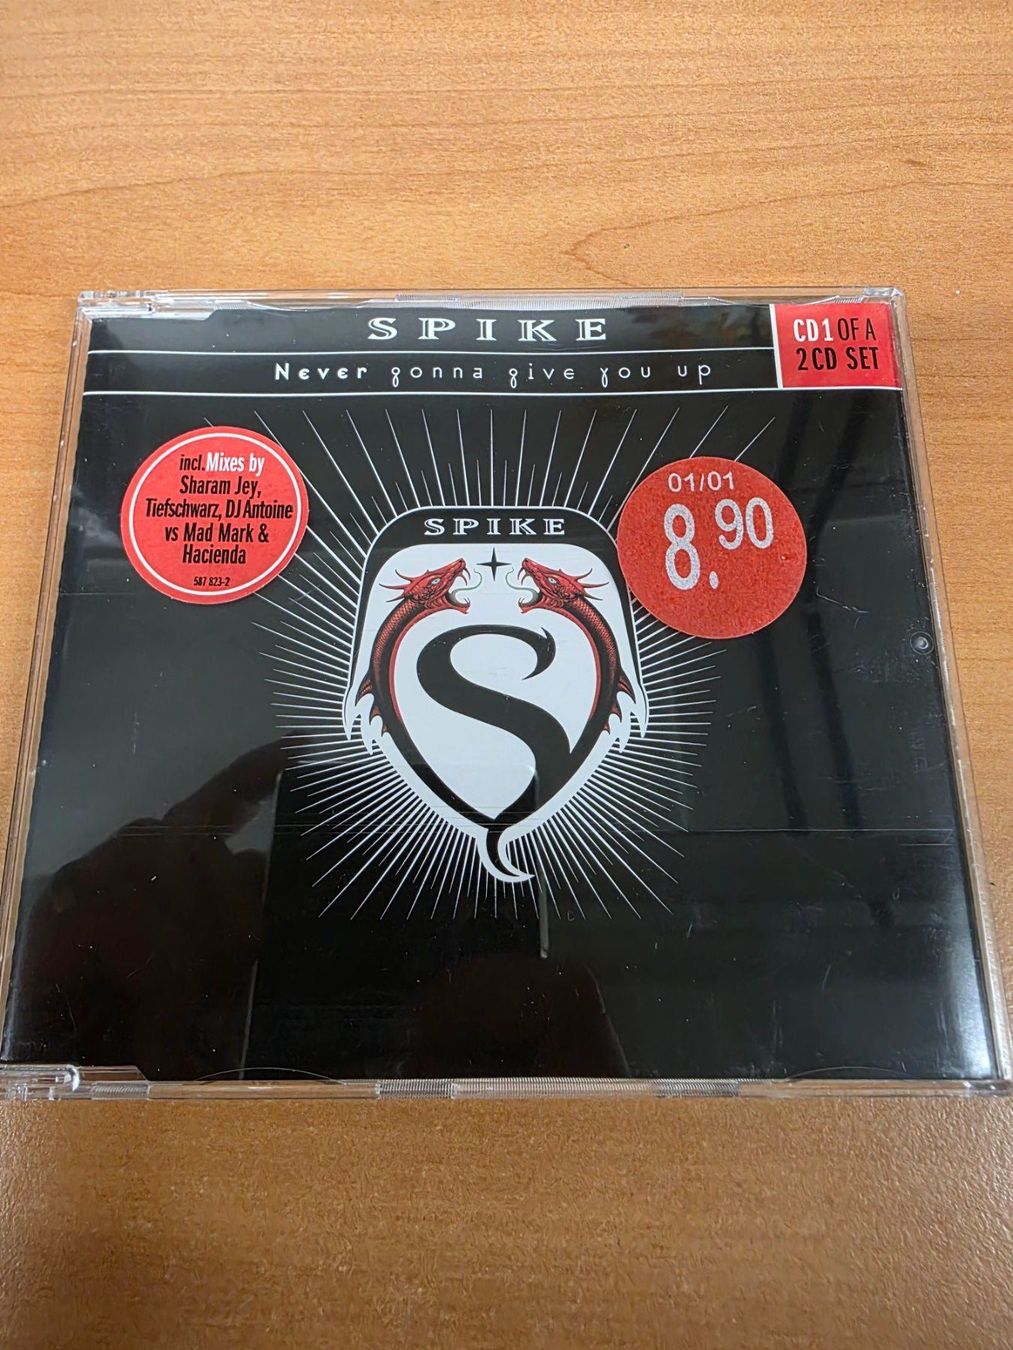 SPIKE
Never gonna give you up
CD1 OF A
2 CD SET
incl. Mixes by
Sharam Jey,
Tiefschwarz, DJ Antoine
vs Mad Mark &
Hacienda
587 823-2
01/01
8.90
SPIKE
S